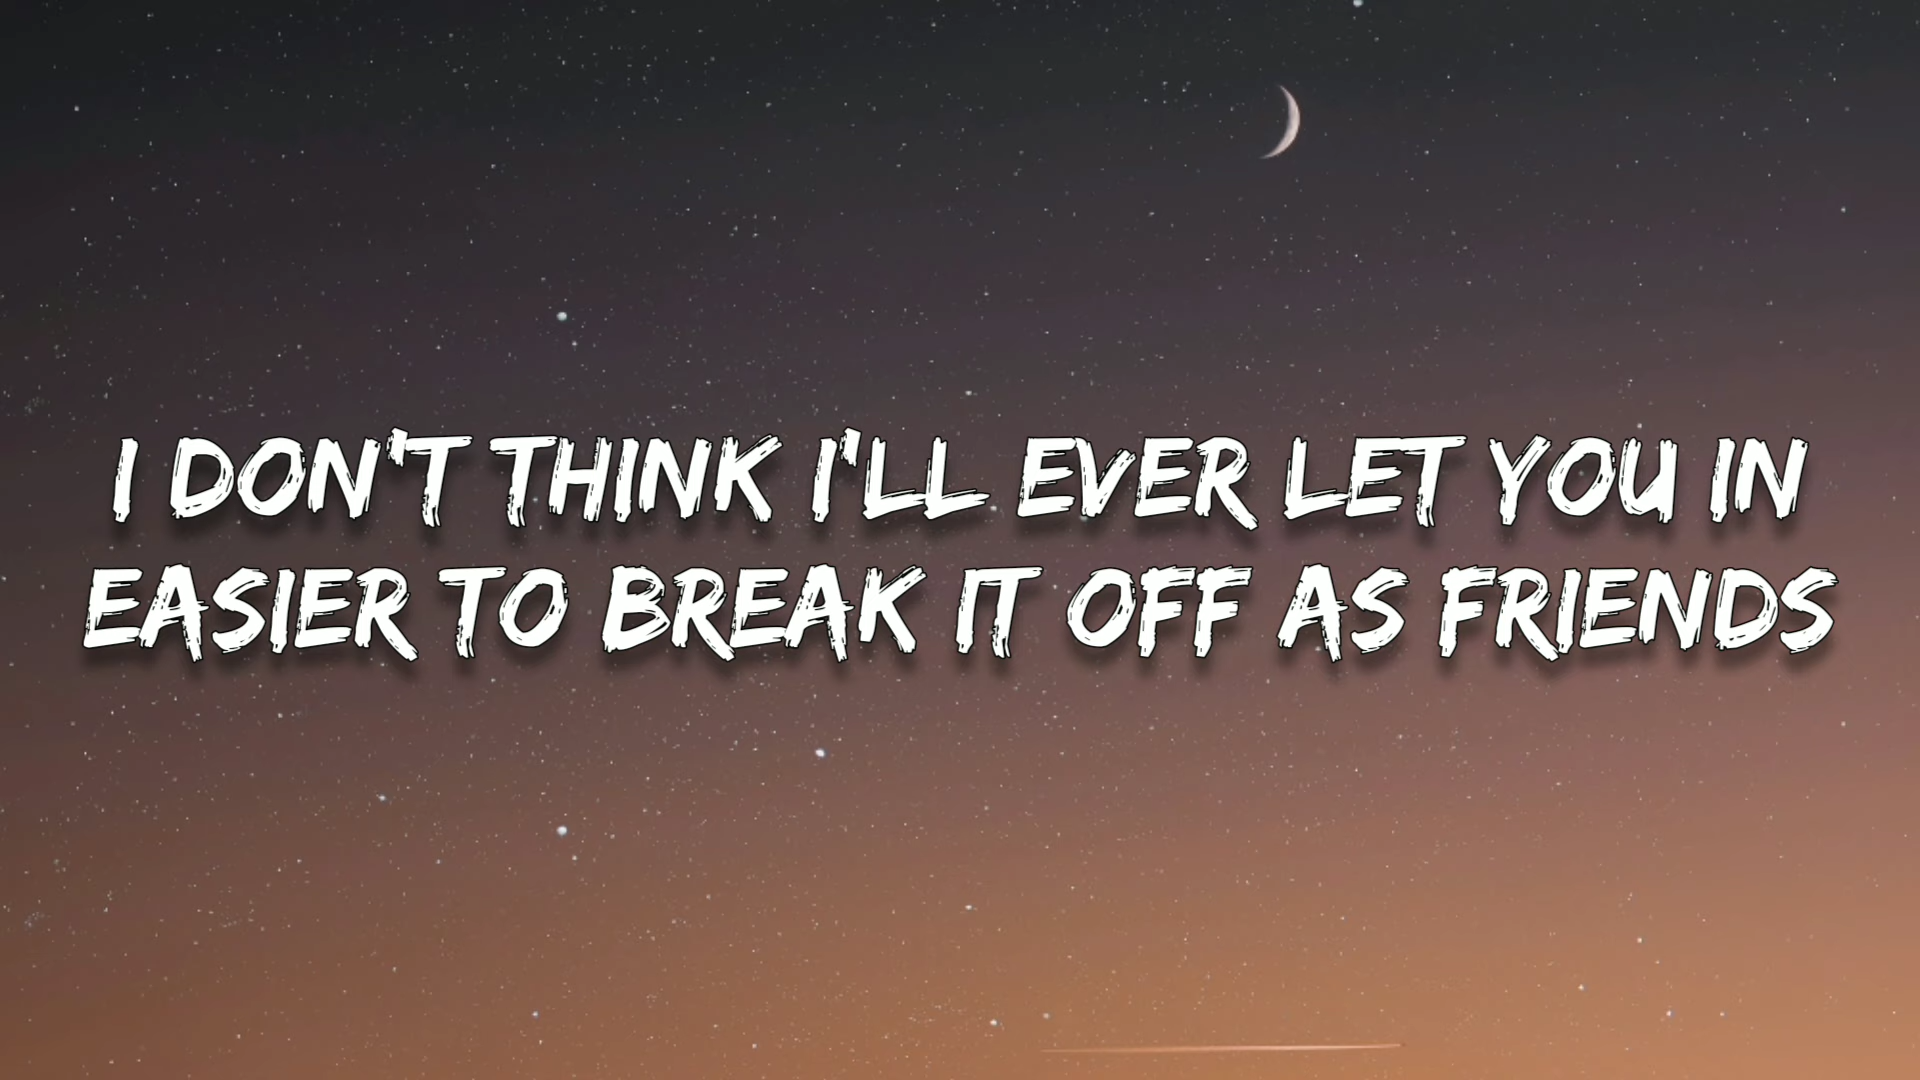 I DON'T THINK I'LL EVER LET YOU IN
EASIER TO BREAK IT OFF AS FRIENDS